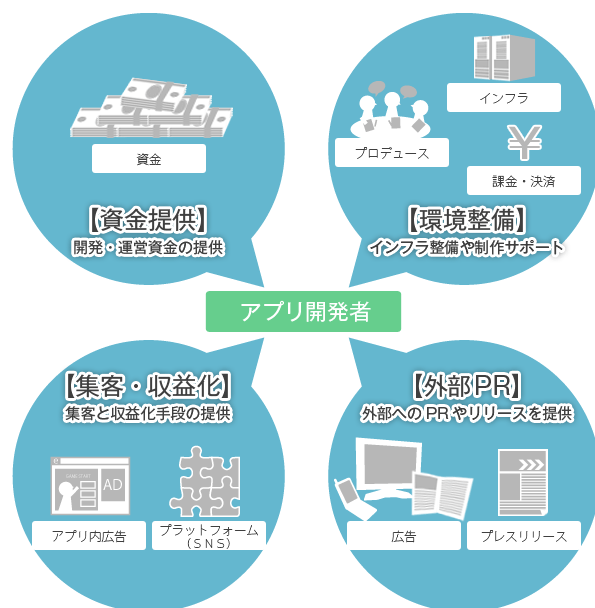 資金
【資金提供】
開発・運営資金の提供
インフラ
プロデュース
課金・決済
【環境整備】
インフラ整備や制作サポート
アプリ開発者
【集客・収益化】
集客と収益化手段の提供
GAME START
AD
アプリ内広告
プラットフォーム
（ＳＮＳ）
【外部PR】
外部へのPRやリリースを提供
広告
プレスリリース